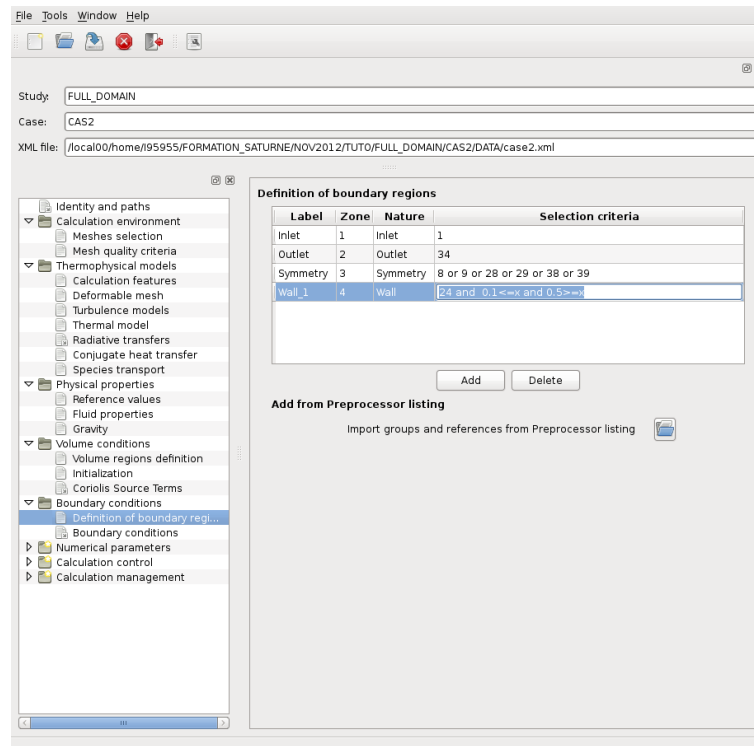 File Tools Window Help
Study: FULL_DOMAIN
Case: CAS2
XML file: /local00/home/I95955/FORMATION_SATURNE/NOV2012/TUTO/FULL_DOMAIN/CAS2/DATA/case2.xml
Identity and paths
Calculation environment
Meshes selection
Mesh quality criteria
Thermophysical models
Calculation features
Deformable mesh
Turbulence models
Thermal model
Radiative transfers
Conjugate heat transfer
Species transport
Physical properties
Reference values
Fluid properties
Gravity
Volume conditions
Volume regions definition
Initialization
Coriolis Source Terms
Boundary conditions
Definition of boundary regi...
Boundary conditions
Numerical parameters
Calculation control
Calculation management
Definition of boundary regions
Label Zone Nature Selection criteria
Inlet 1 Inlet 1
Outlet 2 Outlet 34
Symmetry 3 Symmetry 8 or 9 or 28 or 29 or 38 or 39
Wall_1 4 Wall 24 and 0.1<=x and 0.5>=x
Add Delete
Add from Preprocessor listing
Import groups and references from Preprocessor listing